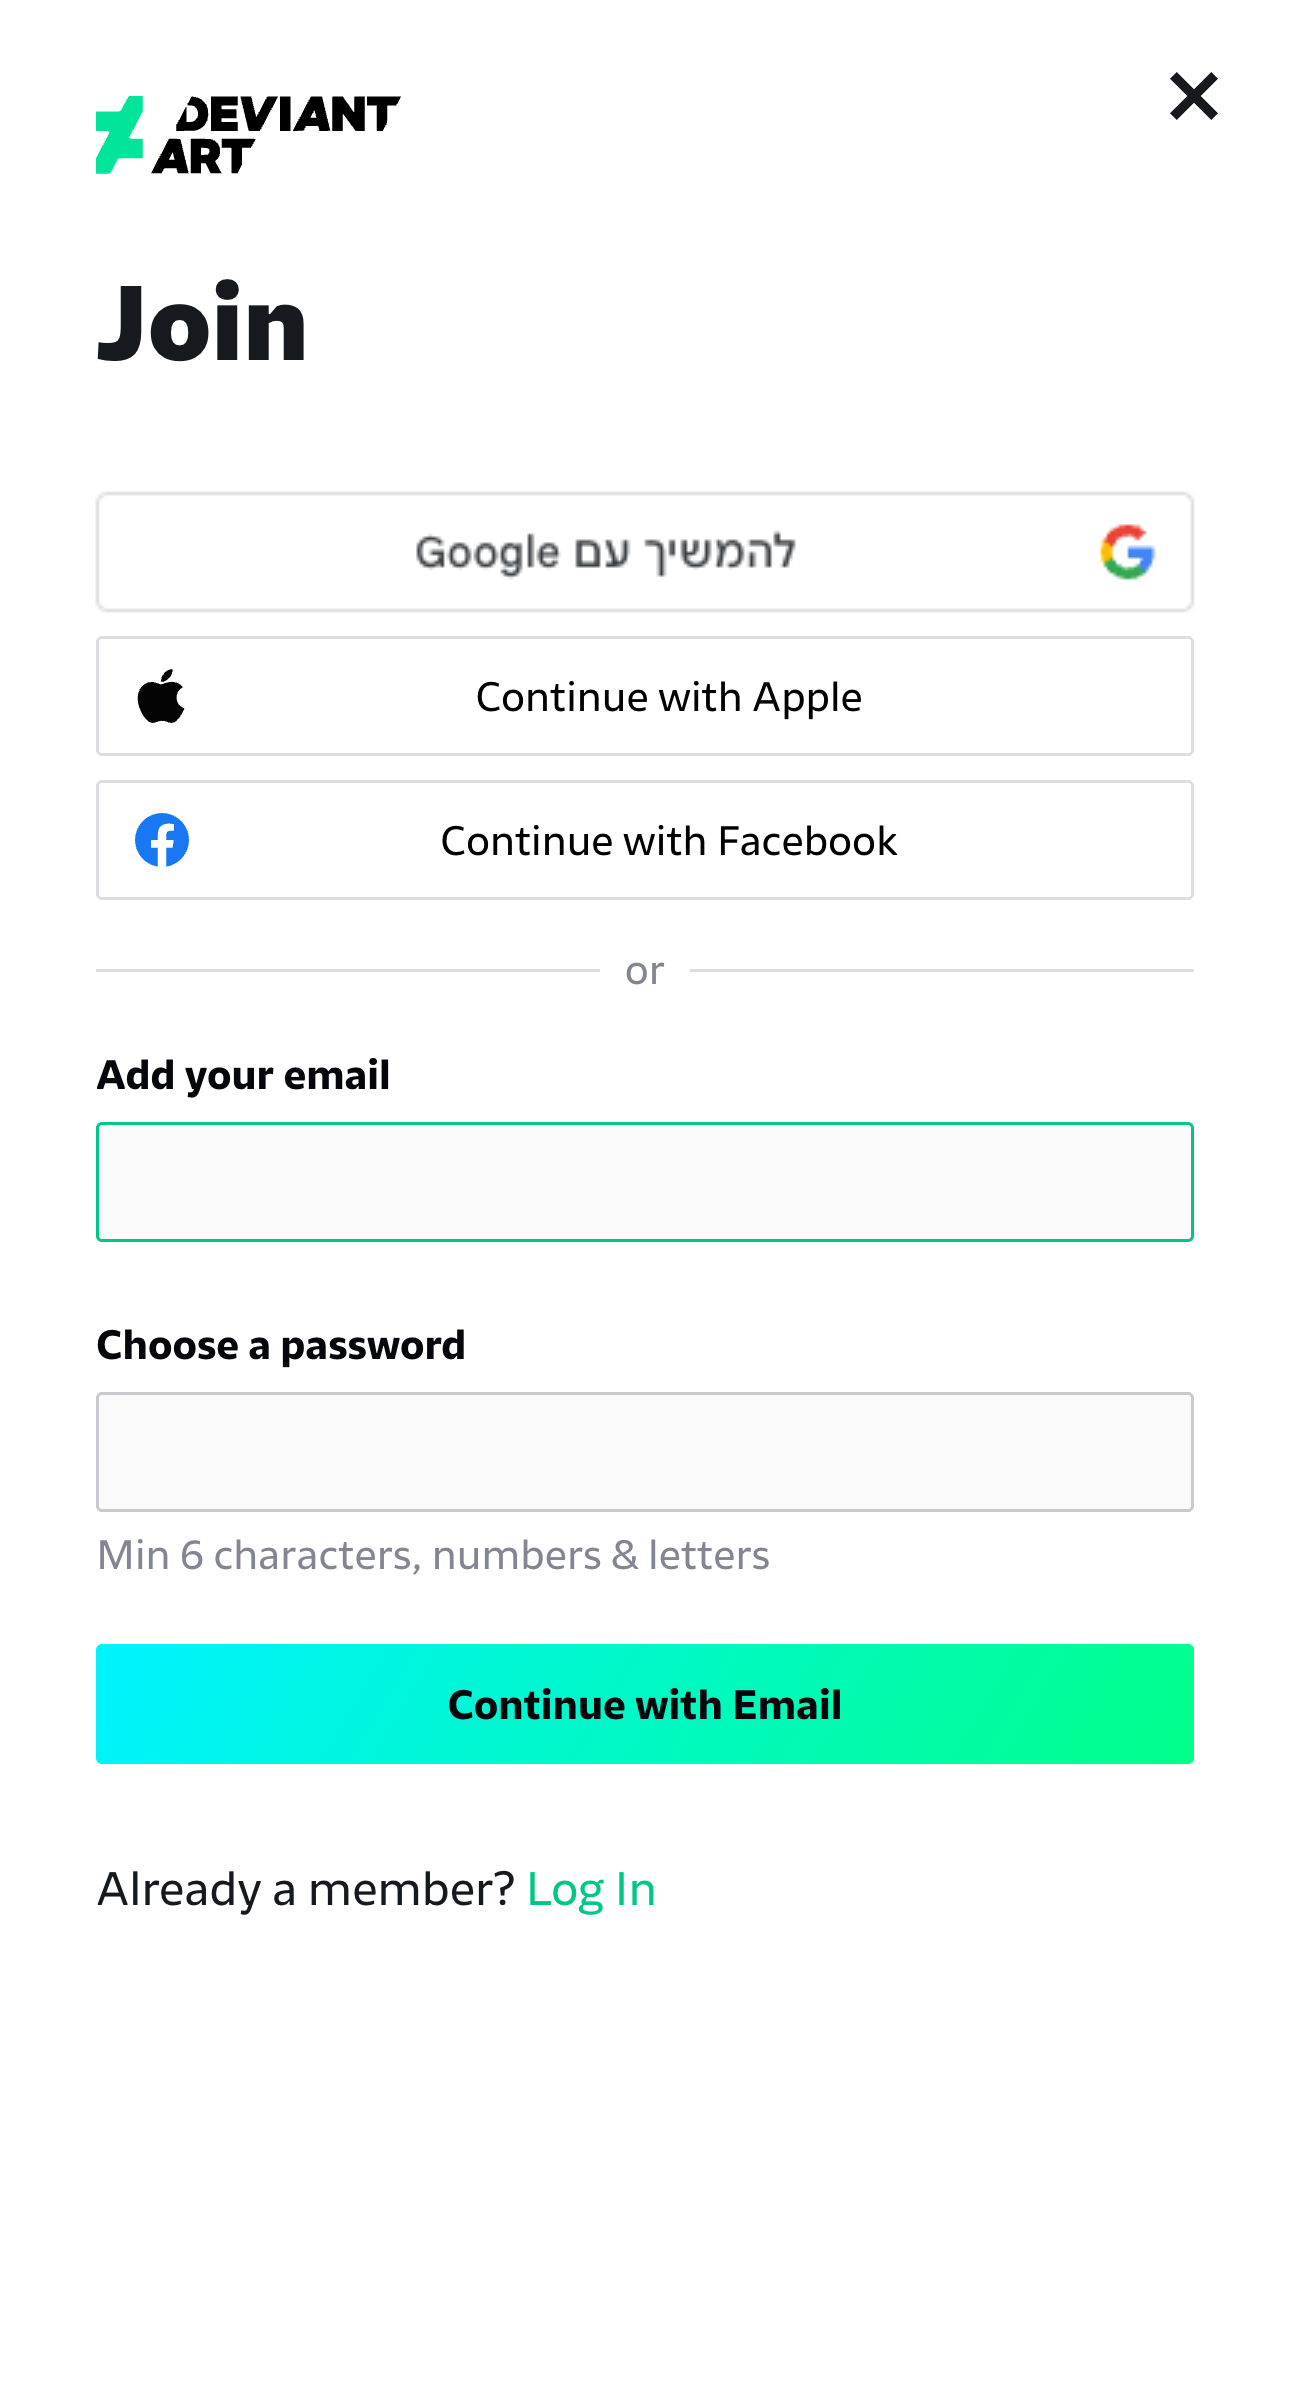 DEVIANT
ART
Join
להמשיך עם Google
Continue with Apple
Continue with Facebook
or
Add your email
Choose a password
Min 6 characters, numbers & letters
Continue with Email
Already a member? Log In